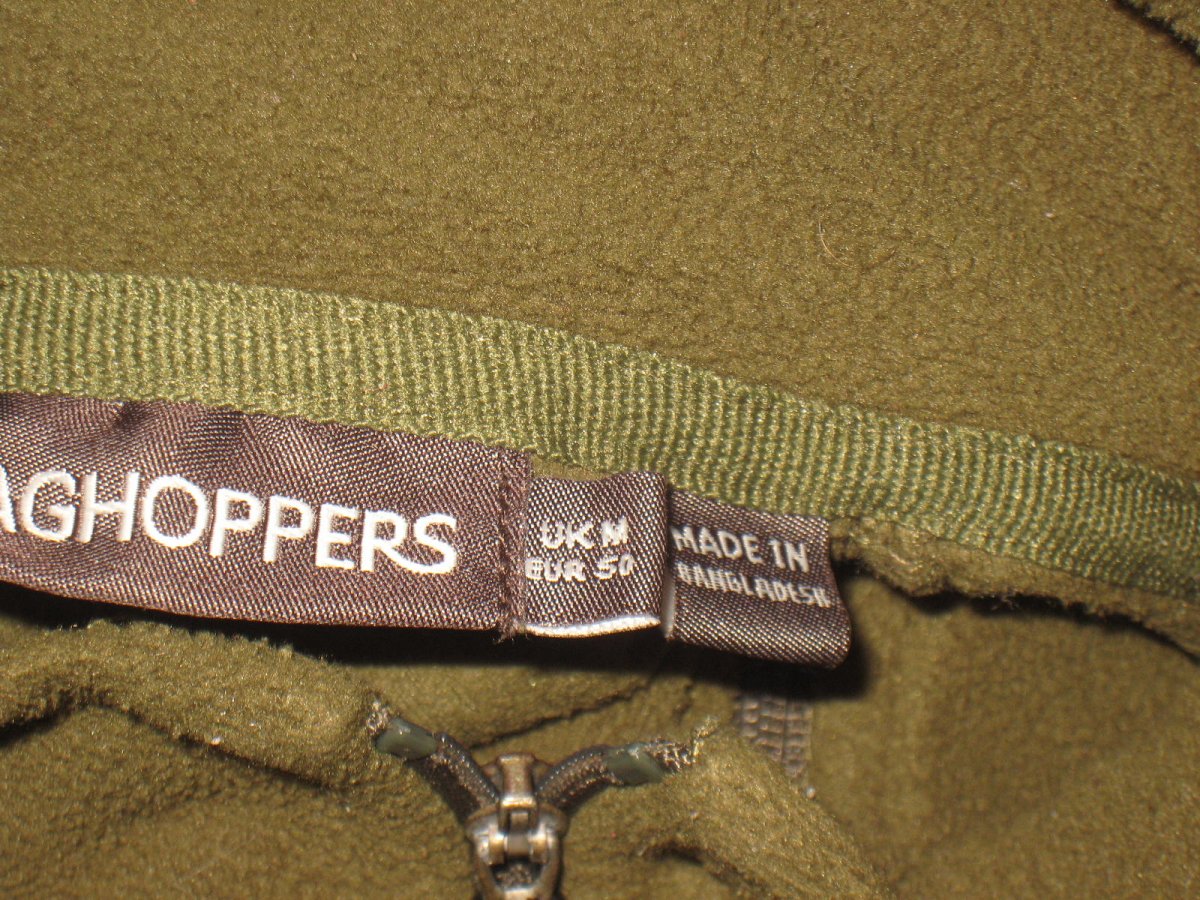 AGHOPPERS
UK M
EUR 50
MADE IN
BANGLADESH